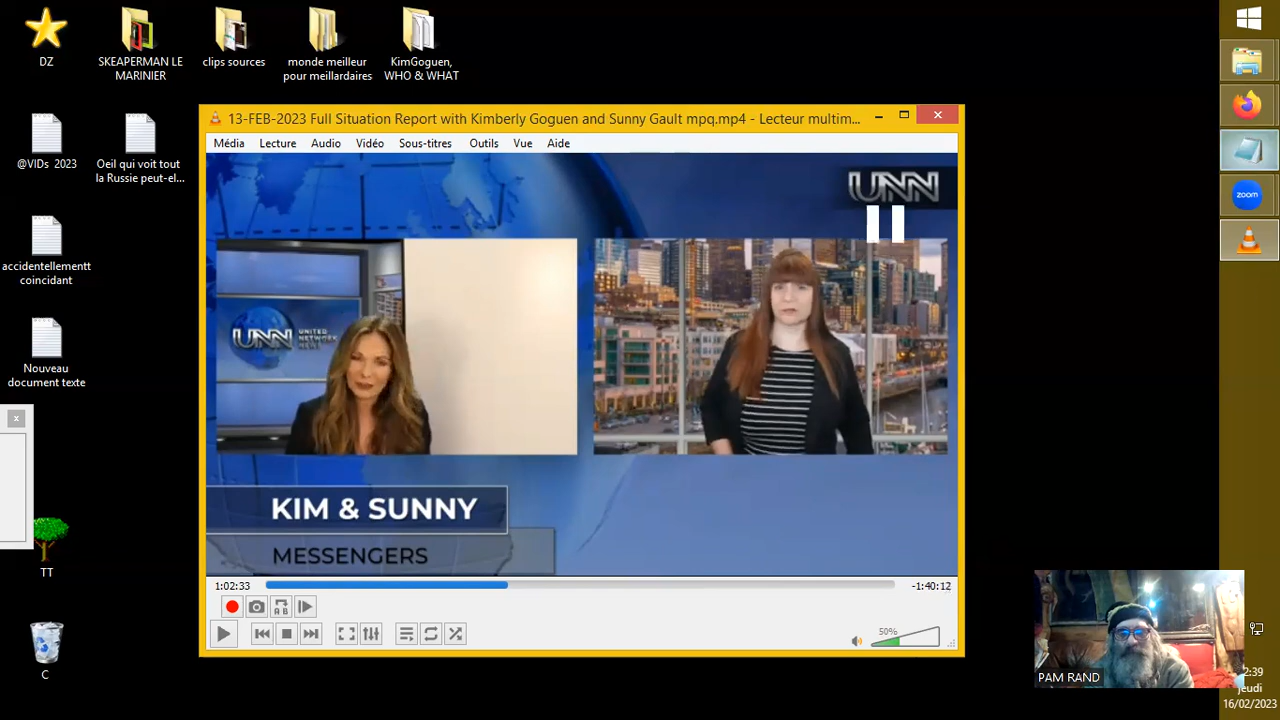 DZ
SKEAPERMAN LE
MARINIER
clips sources
monde meilleur
pour meillardaires
KimGoguen,
WHO & WHAT
@VIDs 2023
Oeil qui voit tout
la Russie peut-el...
accidentellementt
coincidant
Nouveau
document texte
TT
C
13-FEB-2023 Full Situation Report with Kimberly Goguen and Sunny Gault mpq.mp4 - Lecteur multim...
Média Lecture Audio Vidéo Sous-titres Outils Vue Aide
UNN
UNN UNITED
NETWORK
NEWS
KIM & SUNNY
MESSENGERS
1:02:33
-1:40:12
A B
50%
zoom
PAM RAND
2:39
jeudi
16/02/2023